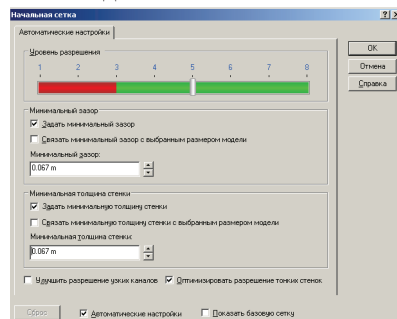 Начальная сетка
Автоматические настройки
Уровень разрешения
1 2 3 4 5 6 7 8
Минимальный зазор
Задать минимальный зазор
Связать минимальный зазор с выбранным размером модели
Минимальный зазор:
0.067 m
Минимальная толщина стенки
Задать минимальную толщину стенки
Связать минимальную толщину стенки с выбранным размером модели
Минимальная толщина стенки:
0.067 m
Улучшить разрешение узких каналов Оптимизировать разрешение тонких стенок
Сброс Автоматические настройки Показать базовую сетку
OK
Отмена
Справка